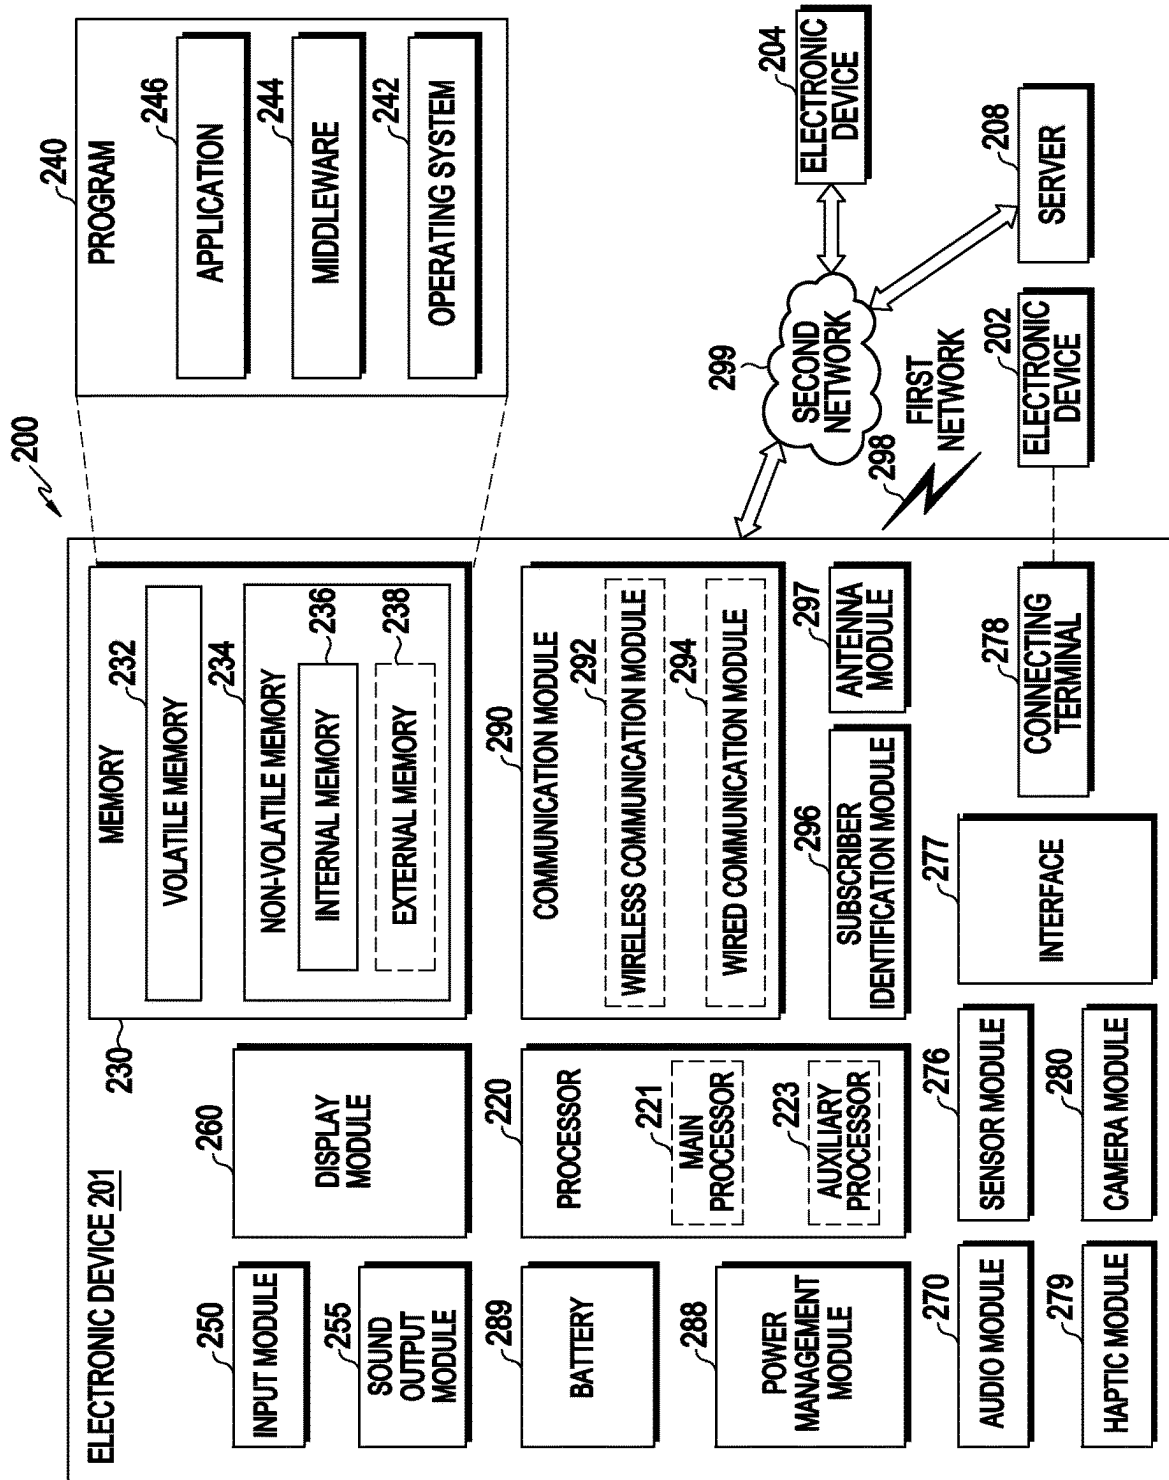 200
ELECTRONIC DEVICE 201
250
INPUT MODULE
255
SOUND
OUTPUT
MODULE
289
BATTERY
288
POWER
MANAGEMENT
MODULE
270
AUDIO MODULE
279
HAPTIC MODULE
260
DISPLAY
MODULE
220
PROCESSOR
221
MAIN
PROCESSOR
223
AUXILIARY
PROCESSOR
276
SENSOR MODULE
280
CAMERA MODULE
230
MEMORY
232
VOLATILE MEMORY
234
NON-VOLATILE MEMORY
236
INTERNAL MEMORY
238
EXTERNAL MEMORY
290
COMMUNICATION MODULE
292
WIRELESS COMMUNICATION MODULE
294
WIRED COMMUNICATION MODULE
296
SUBSCRIBER
IDENTIFICATION MODULE
297
ANTENNA
MODULE
277
INTERFACE
278
CONNECTING
TERMINAL
240
PROGRAM
246
APPLICATION
244
MIDDLEWARE
242
OPERATING SYSTEM
299
SECOND
NETWORK
298
FIRST
NETWORK
204
ELECTRONIC
DEVICE
208
SERVER
202
ELECTRONIC
DEVICE